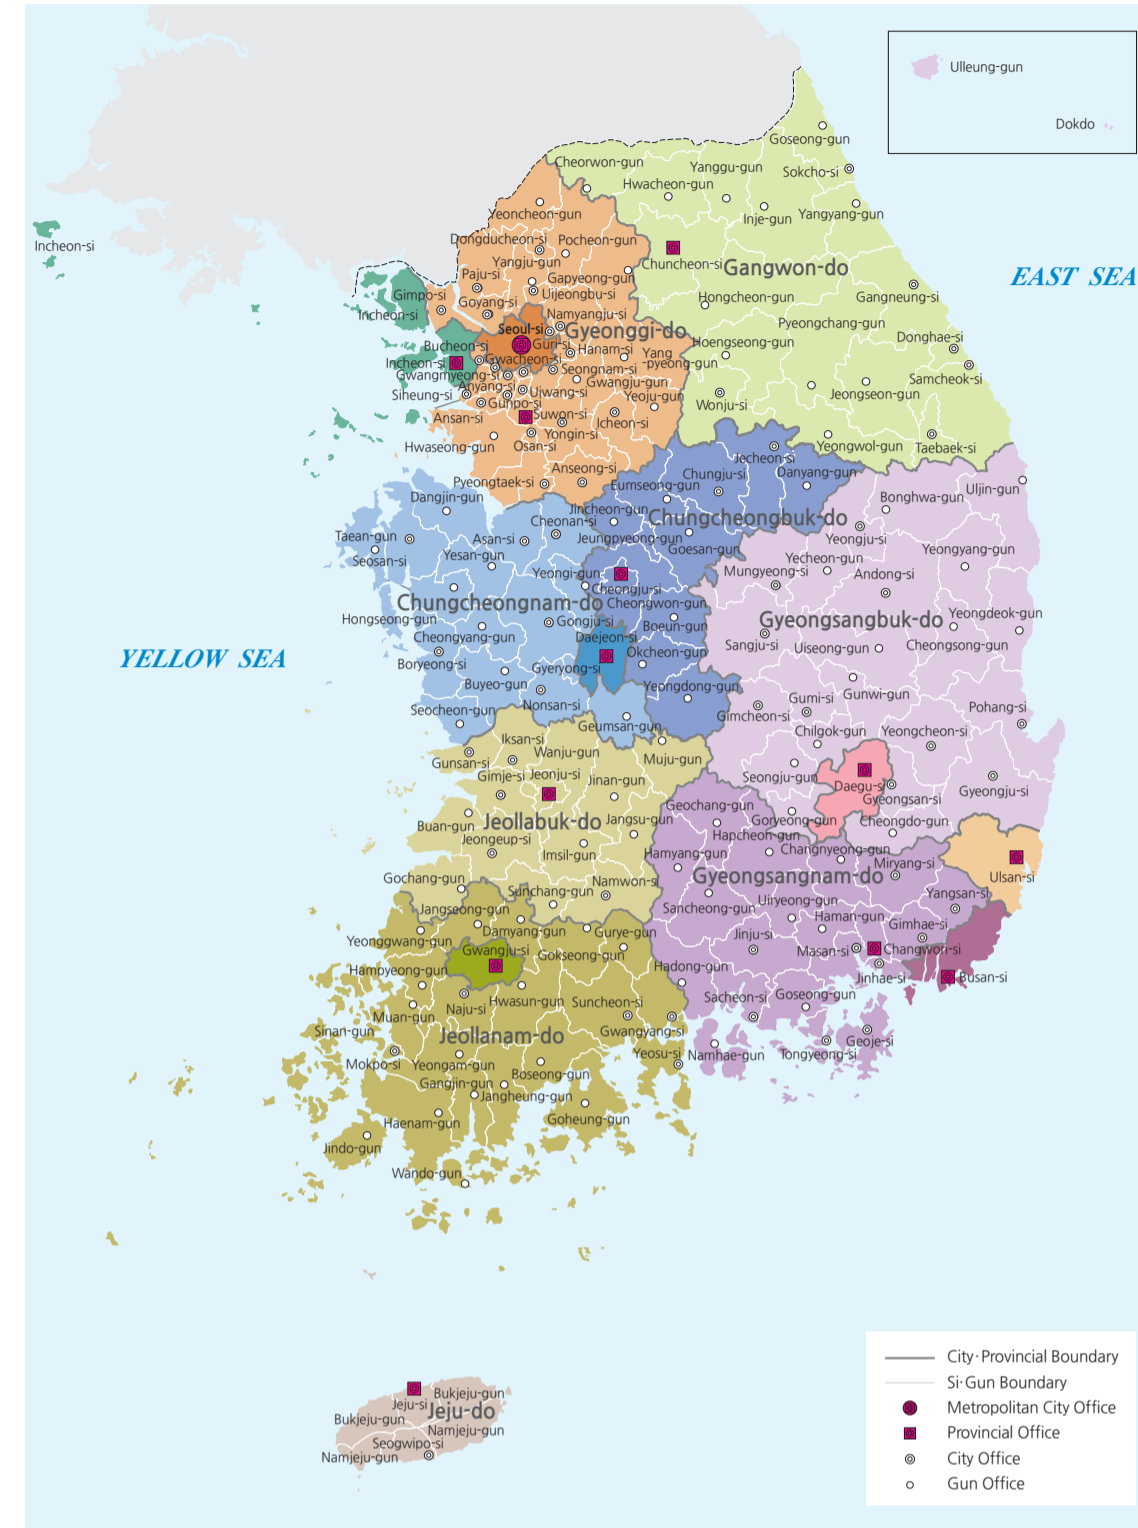 Ulleung-gun
Dokdo
Goseong-gun
Cheorwon-gun
Yanggu-gun
Sokcho-si
Hwacheon-gun
Yeoncheon-gun
Inje-gun
Yangyang-gun
Incheon-si
Dongducheon-si
Pocheon-gun
Yangju-gun
Chuncheon-si
Gangwon-do
EAST SEA
Paju-si
Gapyeong-gun
Gimpo-si
Uijeongbu-si
Goyang-si
Hongcheon-gun
Gangneung-si
Incheon-si
Namyangju-si
Seoul-si
Gyeonggi-do
Pyeongchang-gun
Bucheon-si
Guri-si
Hoengseong-gun
Donghae-si
Incheon-si
Gwacheon-si
Hanam-si
Yang
-pyeong-gun
Gwangmyeong-si
Seongnam-si
Samcheok-si
Siheung-si
Anyang-si
Uiwang-si
Gwangju-gun
Gunpo-si
Yeoju-gun
Jeongseon-gun
Wonju-si
Ansan-si
Suwon-si
Icheon-si
Hwaseong-gun
Osan-si
Yongin-si
Yeongwol-gun
Taebaek-si
Pyeongtaek-si
Anseong-si
Jecheon-si
Chungju-si
Danyang-gun
Eumseong-gun
Uljin-gun
Dangjin-gun
Bonghwa-gun
Jincheon-gun
Cheonan-si
Chungcheongbuk-do
Taean-gun
Asan-si
Jeungpyeong-gun
Yeongju-si
Seosan-si
Yesan-gun
Goesan-gun
Yecheon-gun
Yeongyang-gun
Yeongi-gun
Mungyeong-si
Andong-si
Cheongju-si
Chungcheongnam-do
Cheongwon-gun
Hongseong-gun
Gongju-si
Boeun-gun
Gyeongsangbuk-do
Yeongdeok-gun
Cheongyang-gun
Daejeon-si
Sangju-si
Uiseong-gun
Cheongsong-gun
YELLOW SEA
Boryeong-si
Gyeryong-si
Okcheon-gun
Buyeo-gun
Yeongdong-gun
Gunwi-gun
Nonsan-si
Gumi-si
Seocheon-gun
Geumsan-gun
Gimcheon-si
Pohang-si
Iksan-si
Chilgok-gun
Yeongcheon-si
Gunsan-si
Wanju-gun
Muju-gun
Gimje-si
Jeonju-si
Jinan-gun
Seongju-gun
Daegu-si
Gyeongju-si
Gyeongsan-si
Buan-gun
Jeollabuk-do
Jangsu-gun
Geochang-gun
Goryeong-gun
Cheongdo-gun
Jeongeup-si
Hapcheon-gun
Imsil-gun
Hamyang-gun
Changnyeong-gun
Miryang-si
Gochang-gun
Gyeongsangnam-do
Ulsan-si
Sunchang-gun
Namwon-s
Yangsan-si
Jangseong-gun
Sancheong-gun
Uiryeong-gun
Haman-gun
Yeonggwang-gun
Damyang-gun
Gurye-gun
Gimhae-si
Gwangju-si
Gokseong-gun
Jinju-si
Masan-si
Changwon-si
Hampyeong-gun
Hadong-gun
Jinhae-si
Busan-si
Naju-si
Hwasun-gun
Suncheon-si
Sacheon-si
Goseong-gun
Muan-gun
Sinan-gun
Jeollanam-do
Gwangyang-si
Geoje-si
Mokpo-si
Yeongam-gun
Yeosu-si
Namhae-gun
Tongyeong-si
Boseong-gun
Gangjin-gun
Jangheung-gun
Haenam-gun
Goheung-gun
Jindo-gun
Wando-gun
Bukjeju-gun
Jeju-si
Jeju-do
Bukjeju-gun
Namjeju-gun
Seogwipo-si
Namjeju-gun
City·Provincial Boundary
Si·Gun Boundary
Metropolitan City Office
Provincial Office
City Office
Gun Office